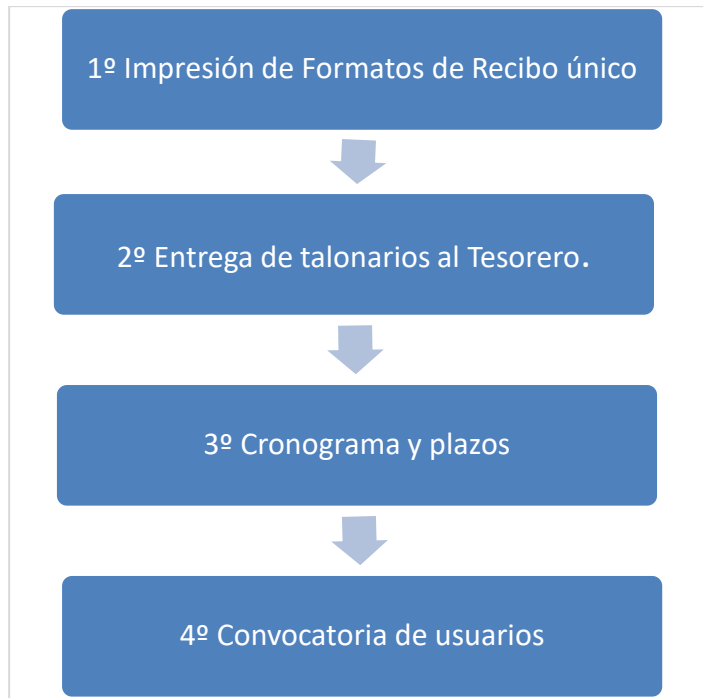 1º Impresión de Formatos de Recibo único
2º Entrega de talonarios al Tesorero.
3º Cronograma y plazos
4º Convocatoria de usuarios